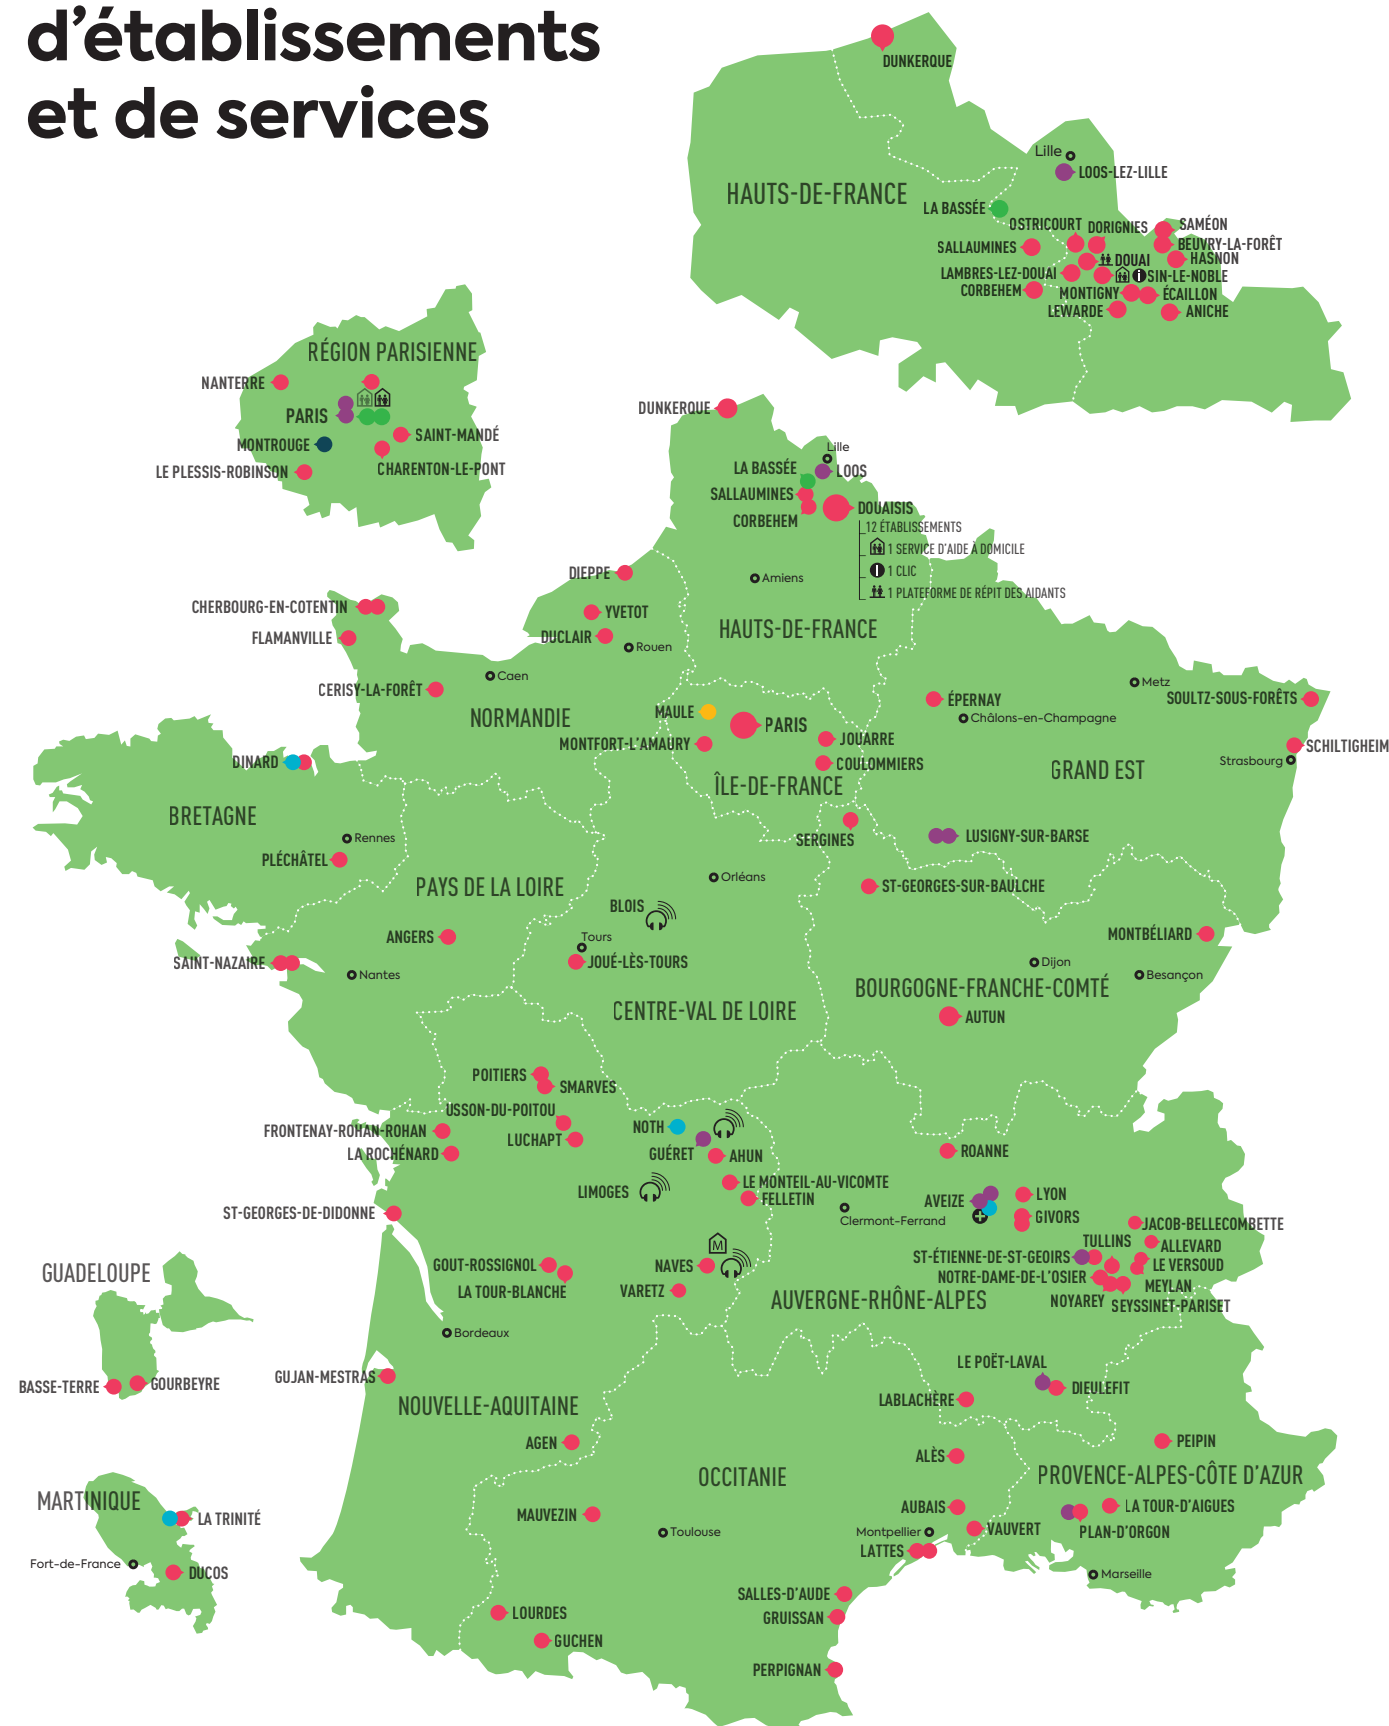 d'établissements
et de services
DUNKERQUE
Lille
LOOS-LEZ-LILLE
HAUTS-DE-FRANCE
LA BASSÉE
OSTRICOURT
DORIGNIES
SAMÉON
SALLAUMINES
BEUVRY-LA-FORÊT
DOUAI
HASNON
LAMBRES-LEZ-DOUAI
SIN-LE-NOBLE
CORBEHEM
MONTIGNY
ÉCAILLON
LEWARDE
ANICHE
RÉGION PARISIENNE
NANTERRE
PARIS
SAINT-MANDÉ
MONTROUGE
CHARENTON-LE-PONT
LE PLESSIS-ROBINSON
DUNKERQUE
Lille
LA BASSÉE
LOOS
SALLAUMINES
DOUAISIS
CORBEHEM
12 ÉTABLISSEMENTS
1 SERVICE D'AIDE À DOMICILE
1 CLIC
1 PLATEFORME DE RÉPIT DES AIDANTS
Amiens
HAUTS-DE-FRANCE
DIEPPE
YVETOT
DUCLAIR
Rouen
CHERBOURG-EN-COTENTIN
FLAMANVILLE
Caen
CERISY-LA-FORÊT
NORMANDIE
MAULE
PARIS
MONTFORT-L'AMAURY
JOUARRE
COULOMMIERS
ÎLE-DE-FRANCE
ÉPERNAY
Metz
SOULTZ-SOUS-FORÊTS
Châlons-en-Champagne
SCHILTIGHEIM
Strasbourg
GRAND EST
DINARD
BRETAGNE
Rennes
PLÉCHÂTEL
SERGINES
LUSIGNY-SUR-BARSE
PAYS DE LA LOIRE
Orléans
ST-GEORGES-SUR-BAULCHE
BLOIS
ANGERS
Tours
JOUÉ-LÈS-TOURS
MONTBÉLIARD
SAINT-NAZAIRE
Nantes
Dijon
Besançon
BOURGOGNE-FRANCHE-COMTÉ
CENTRE-VAL DE LOIRE
AUTUN
POITIERS
SMARVES
USSON-DU-POITOU
FRONTENAY-ROHAN-ROHAN
LUCHAPT
LA ROCHÉNARD
NOTH
GUÉRET
AHUN
LIMOGES
LE MONTEIL-AU-VICOMTE
FELLETIN
ST-GEORGES-DE-DIDONNE
ROANNE
AVEIZE
LYON
Clermont-Ferrand
GIVORS
JACOB-BELLECOMBETTE
TULLINS
ALLEVARD
ST-ÉTIENNE-DE-ST-GEOIRS
LE VERSOUD
NOTRE-DAME-DE-L'OSIER
MEYLAN
NOYAREY
SEYSSINET-PARISET
GUADELOUPE
GOUT-ROSSIGNOL
LA TOUR-BLANCHE
NAVES
M
VARETZ
AUVERGNE-RHÔNE-ALPES
Bordeaux
BASSE-TERRE
GOURBEYRE
GUJAN-MESTRAS
NOUVELLE-AQUITAINE
LE POËT-LAVAL
DIEULEFIT
LABLACHÈRE
AGEN
OCCITANIE
ALÈS
PEIPIN
PROVENCE-ALPES-CÔTE D'AZUR
MARTINIQUE
LA TRINITÉ
Fort-de-France
DUCOS
MAUVEZIN
Toulouse
AUBAIS
LA TOUR-D'AIGUES
Montpellier
VAUVERT
PLAN-D'ORGON
LATTES
Marseille
SALLES-D'AUDE
LOURDES
GRUISSAN
GUCHEN
PERPIGNAN